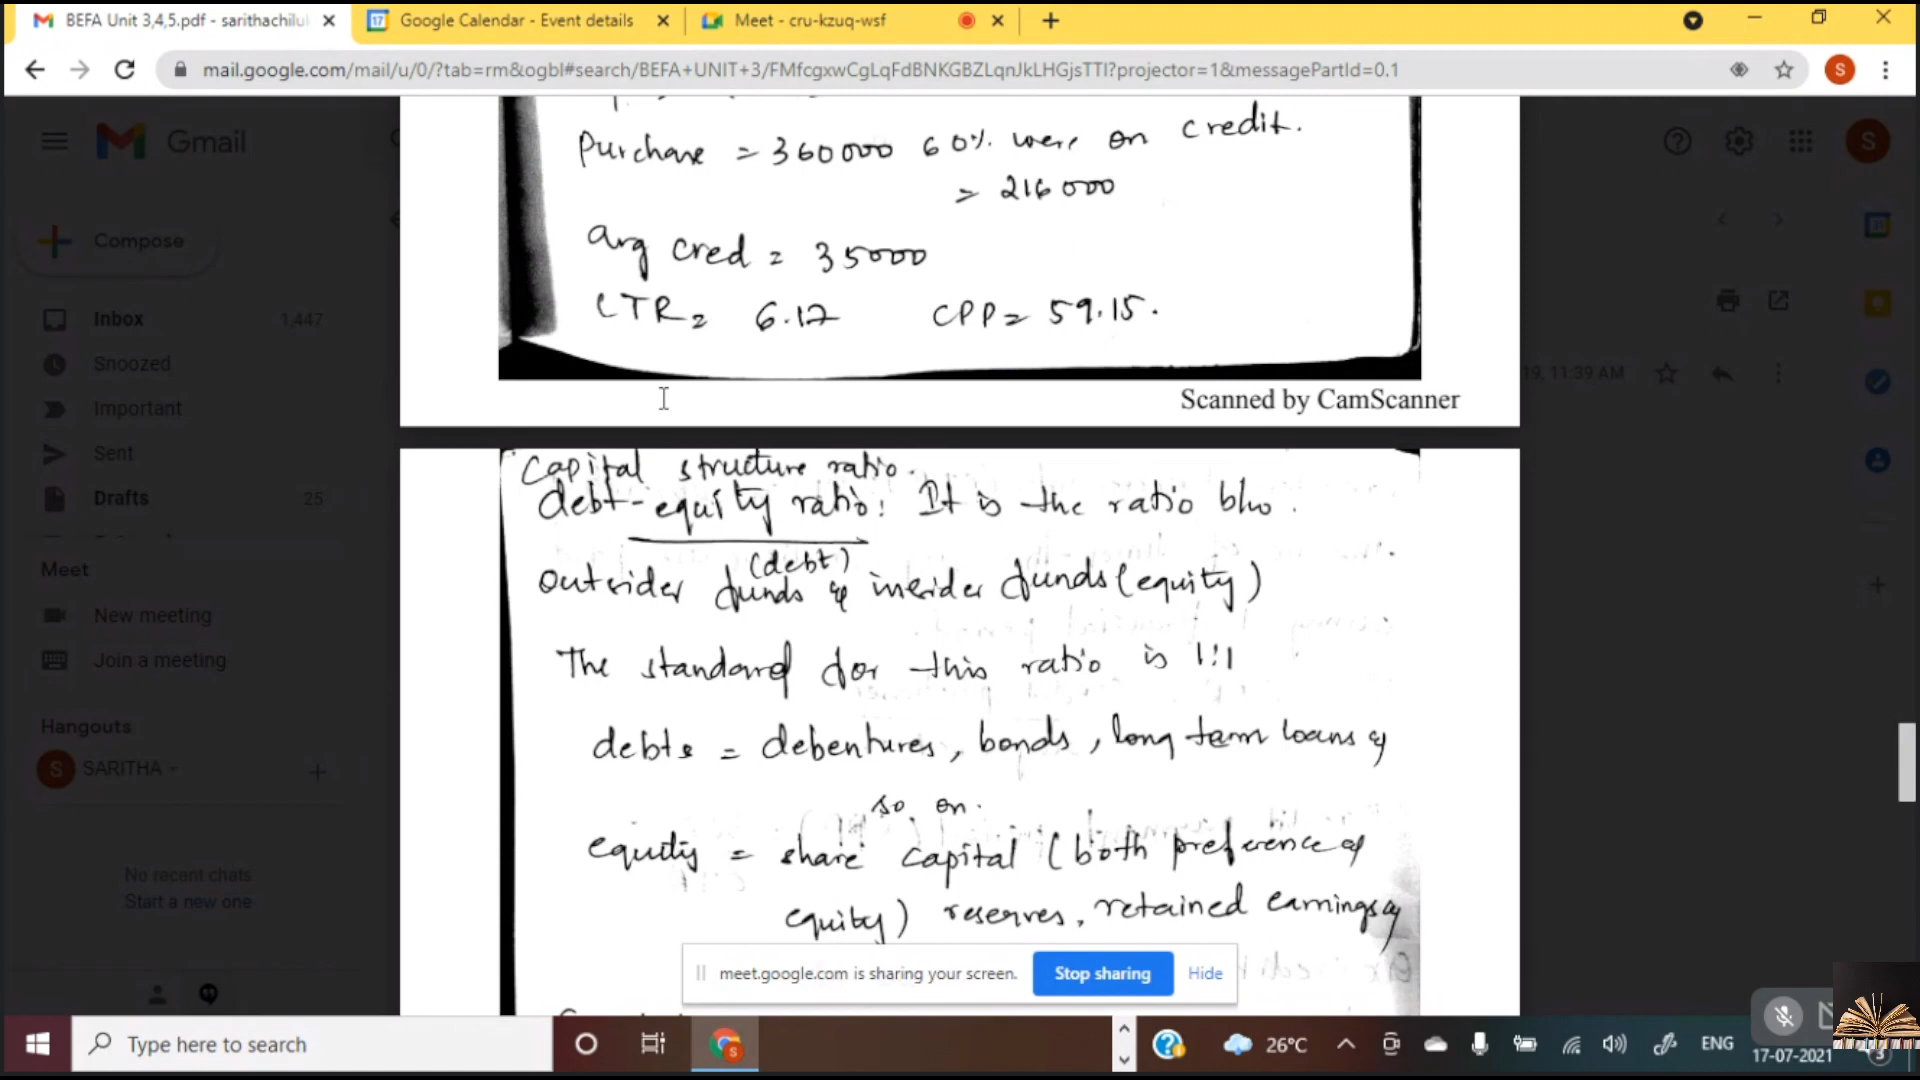 BEFA Unit 3,4,5.pdf - sarithachilu
Google Calendar - Event details
Meet - cru-kzuq-wsf
mail.google.com/mail/u/0/?tab=rm&ogbl#search/BEFA+UNIT+3/FMfcgxwCgLqFdBNKGBZLqnJkLHGjsTTI?projector=1&messagePartId=0.1
S
Gmail
S
Compose
Inbox 1,447
Snoozed
Important
Sent
Drafts 25
Meet
New meeting
Join a meeting
Hangouts
S SARITHA
No recent chats
Start a new one
19, 11:39 AM
Purchase = 360000 60% were on credit.
= 216000
avg cred = 35000
CTR = 6.17 CPP = 59.15.
Scanned by CamScanner
Capital structure ratio.
debt-equity ratio: It is the ratio b/w.
(debt)
Outsider funds & insider funds (equity)
The standard for this ratio is 1:1
debts = debentures, bonds, long term loans &
so on.
equity = share capital (both preference &
equity) reserves, retained earnings &
meet.google.com is sharing your screen. Stop sharing Hide
Type here to search
S
26°C
ENG
17-07-2021
3